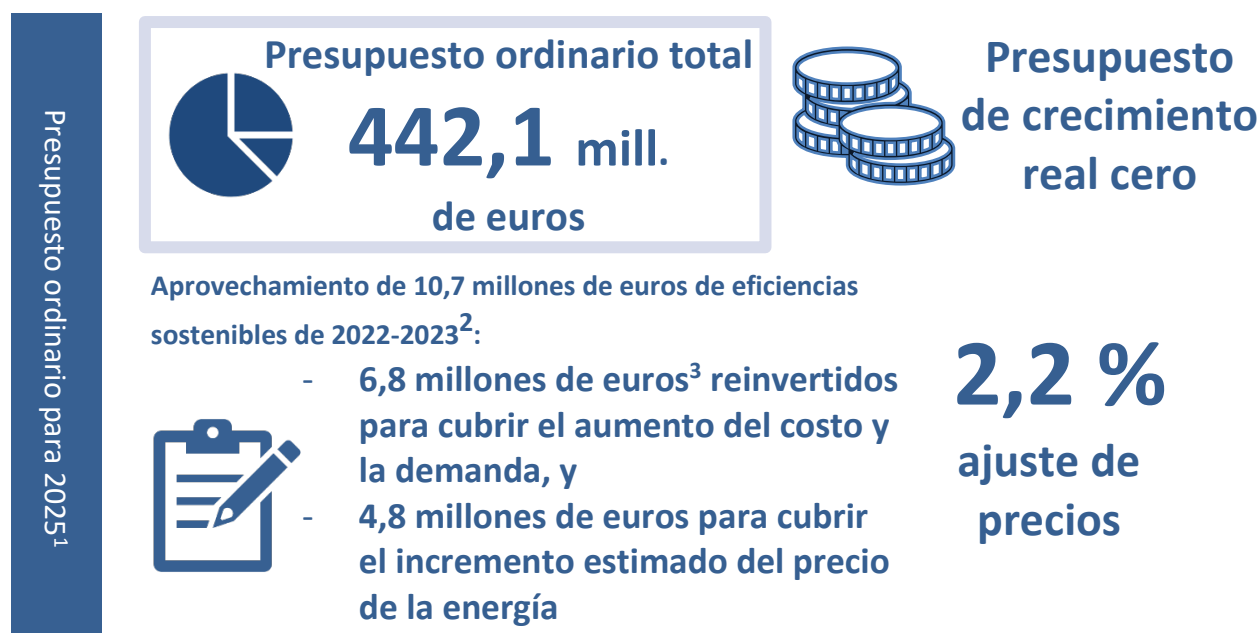 Presupuesto ordinario para 2025¹
Presupuesto ordinario total
442,1 mill.
de euros
Presupuesto
de crecimiento
real cero
Aprovechamiento de 10,7 millones de euros de eficiencias
sostenibles de 2022-2023²:
- 6,8 millones de euros³ reinvertidos
para cubrir el aumento del costo y
la demanda, y
- 4,8 millones de euros para cubrir
el incremento estimado del precio
de la energía
2,2 %
ajuste de
precios